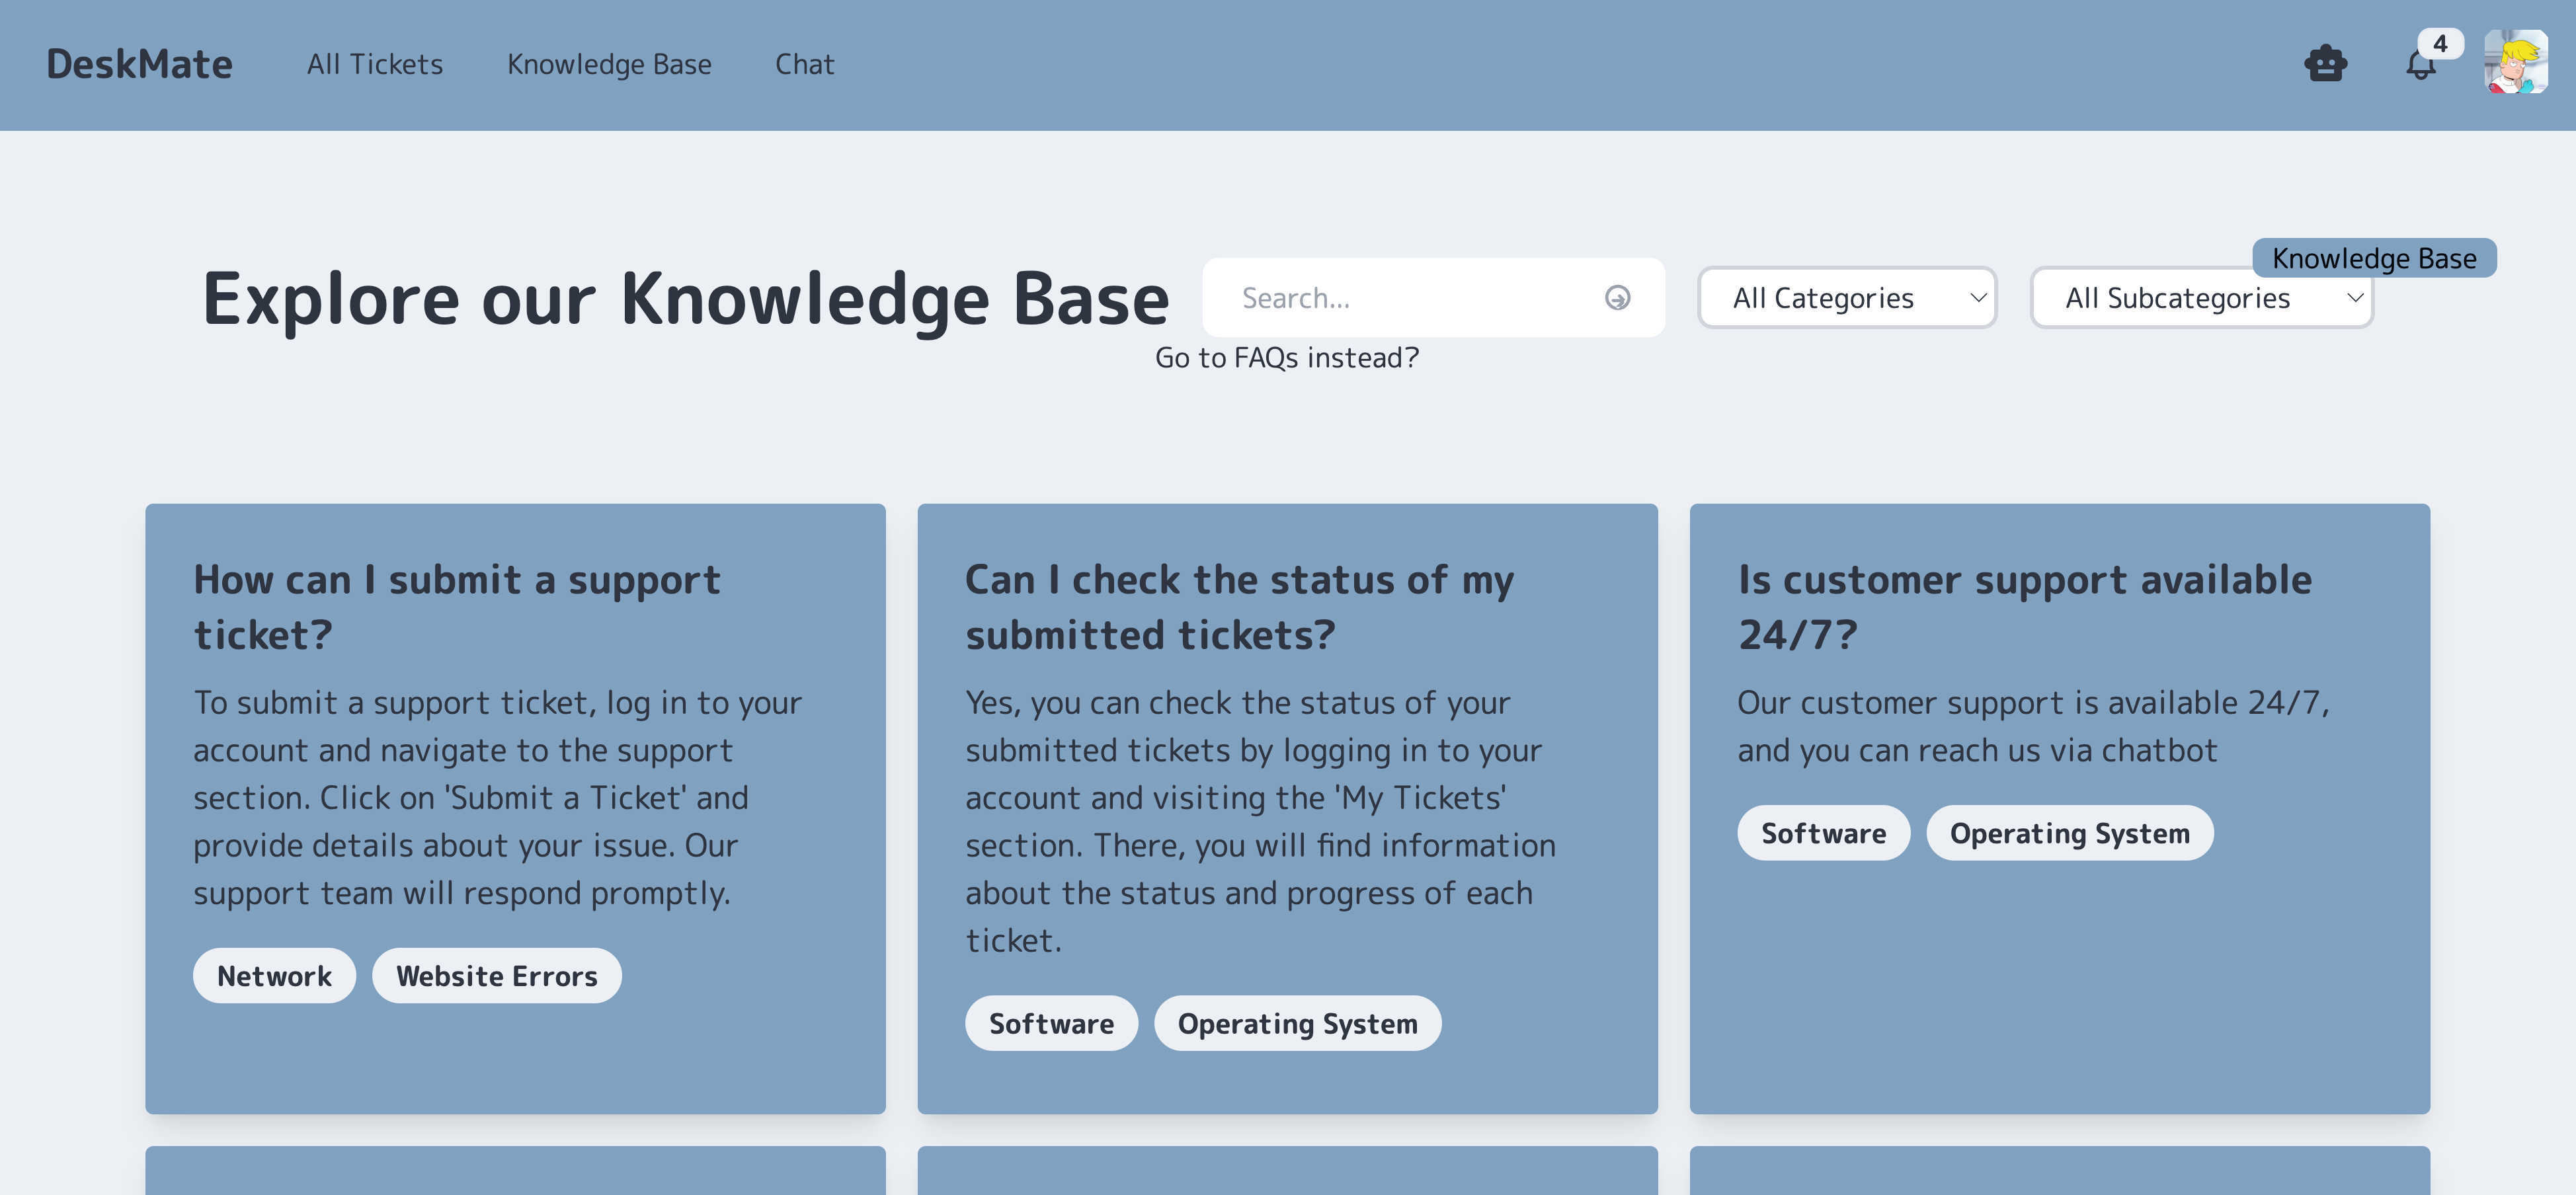 DeskMate
All Tickets
Knowledge Base
Chat
4
Knowledge Base
Explore our Knowledge Base
Search...
All Categories
All Subcategories
Go to FAQs instead?
How can I submit a support
ticket?
To submit a support ticket, log in to your
account and navigate to the support
section. Click on 'Submit a Ticket' and
provide details about your issue. Our
support team will respond promptly.
Network
Website Errors
Can I check the status of my
submitted tickets?
Yes, you can check the status of your
submitted tickets by logging in to your
account and visiting the 'My Tickets'
section. There, you will find information
about the status and progress of each
ticket.
Software
Operating System
Is customer support available
24/7?
Our customer support is available 24/7,
and you can reach us via chatbot
Software
Operating System